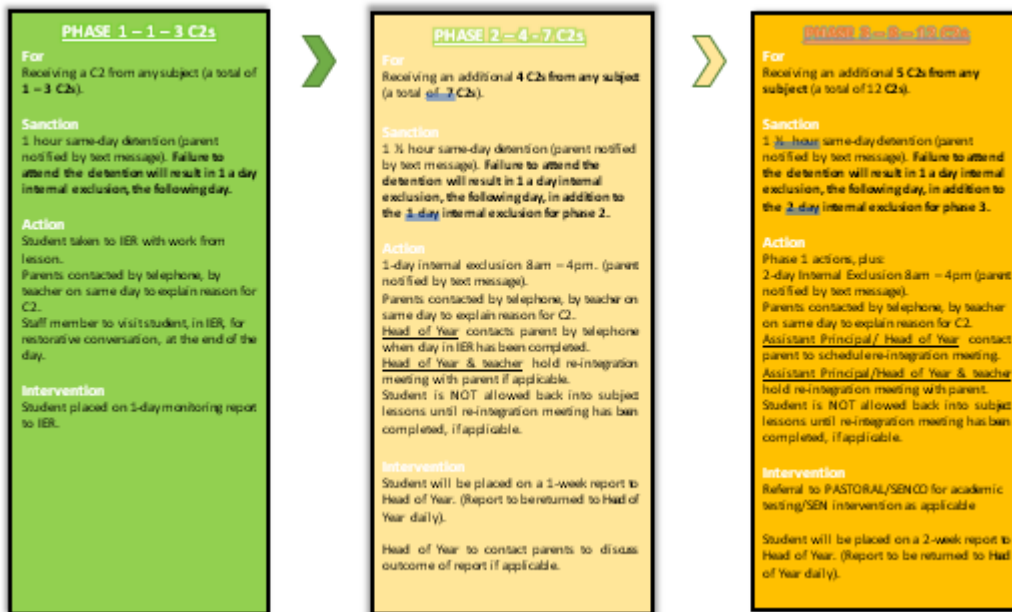 PHASE 1 – 1 – 3 C2s
For
Receiving a C2 from any subject (a total of
1 – 3 C2s).
Sanction
1 hour same-day detention (parent
notified by text message). Failure to
attend the detention will result in 1 a day
internal exclusion, the following day.
Action
Student taken to IER with work from
lesson.
Parents contacted by telephone, by
teacher on same day to explain reason for
C2.
Staff member to visit student, in IER, for
restorative conversation, at the end of the
day.
Intervention
Student placed on 1-day monitoring report
to IER.
PHASE 2 – 4 - 7 C2s
For
Receiving an additional 4 C2s from any subject
(a total of 7 C2s).
Sanction
1 ½ hour same-day detention (parent notified
by text message). Failure to attend the
detention will result in 1 a day internal
exclusion, the following day, in addition to
the 1-day internal exclusion for phase 2.
Action
1-day internal exclusion 8am – 4pm. (parent
notified by text message).
Parents contacted by telephone, by teacher on
same day to explain reason for C2.
Head of Year contacts parent by telephone
when day in IER has been completed.
Head of Year & teacher hold re-integration
meeting with parent if applicable.
Student is NOT allowed back into subject
lessons until re-integration meeting has been
completed, if applicable.
Intervention
Student will be placed on a 1-week report to
Head of Year. (Report to be returned to Head of
Year daily).
Head of Year to contact parents to discuss
outcome of report if applicable.
PHASE 3 – 8 – 12 C2s
For
Receiving an additional 5 C2s from any
subject (a total of 12 C2s).
Sanction
1 ½ hour same-day detention (parent
notified by text message). Failure to attend
the detention will result in 1 a day internal
exclusion, the following day, in addition to
the 2-day internal exclusion for phase 3.
Action
Phase 1 actions, plus:
2-day Internal Exclusion 8am – 4pm (parent
notified by text message).
Parents contacted by telephone, by teacher
on same day to explain reason for C2.
Assistant Principal/ Head of Year contact
parent to schedule re-integration meeting.
Assistant Principal/Head of Year & teacher
hold re-integration meeting with parent.
Student is NOT allowed back into subject
lessons until re-integration meeting has been
completed, if applicable.
Intervention
Referral to PASTORAL/SENCO for academic
testing/SEN intervention as applicable
Student will be placed on a 2-week report to
Head of Year. (Report to be returned to Head
of Year daily).